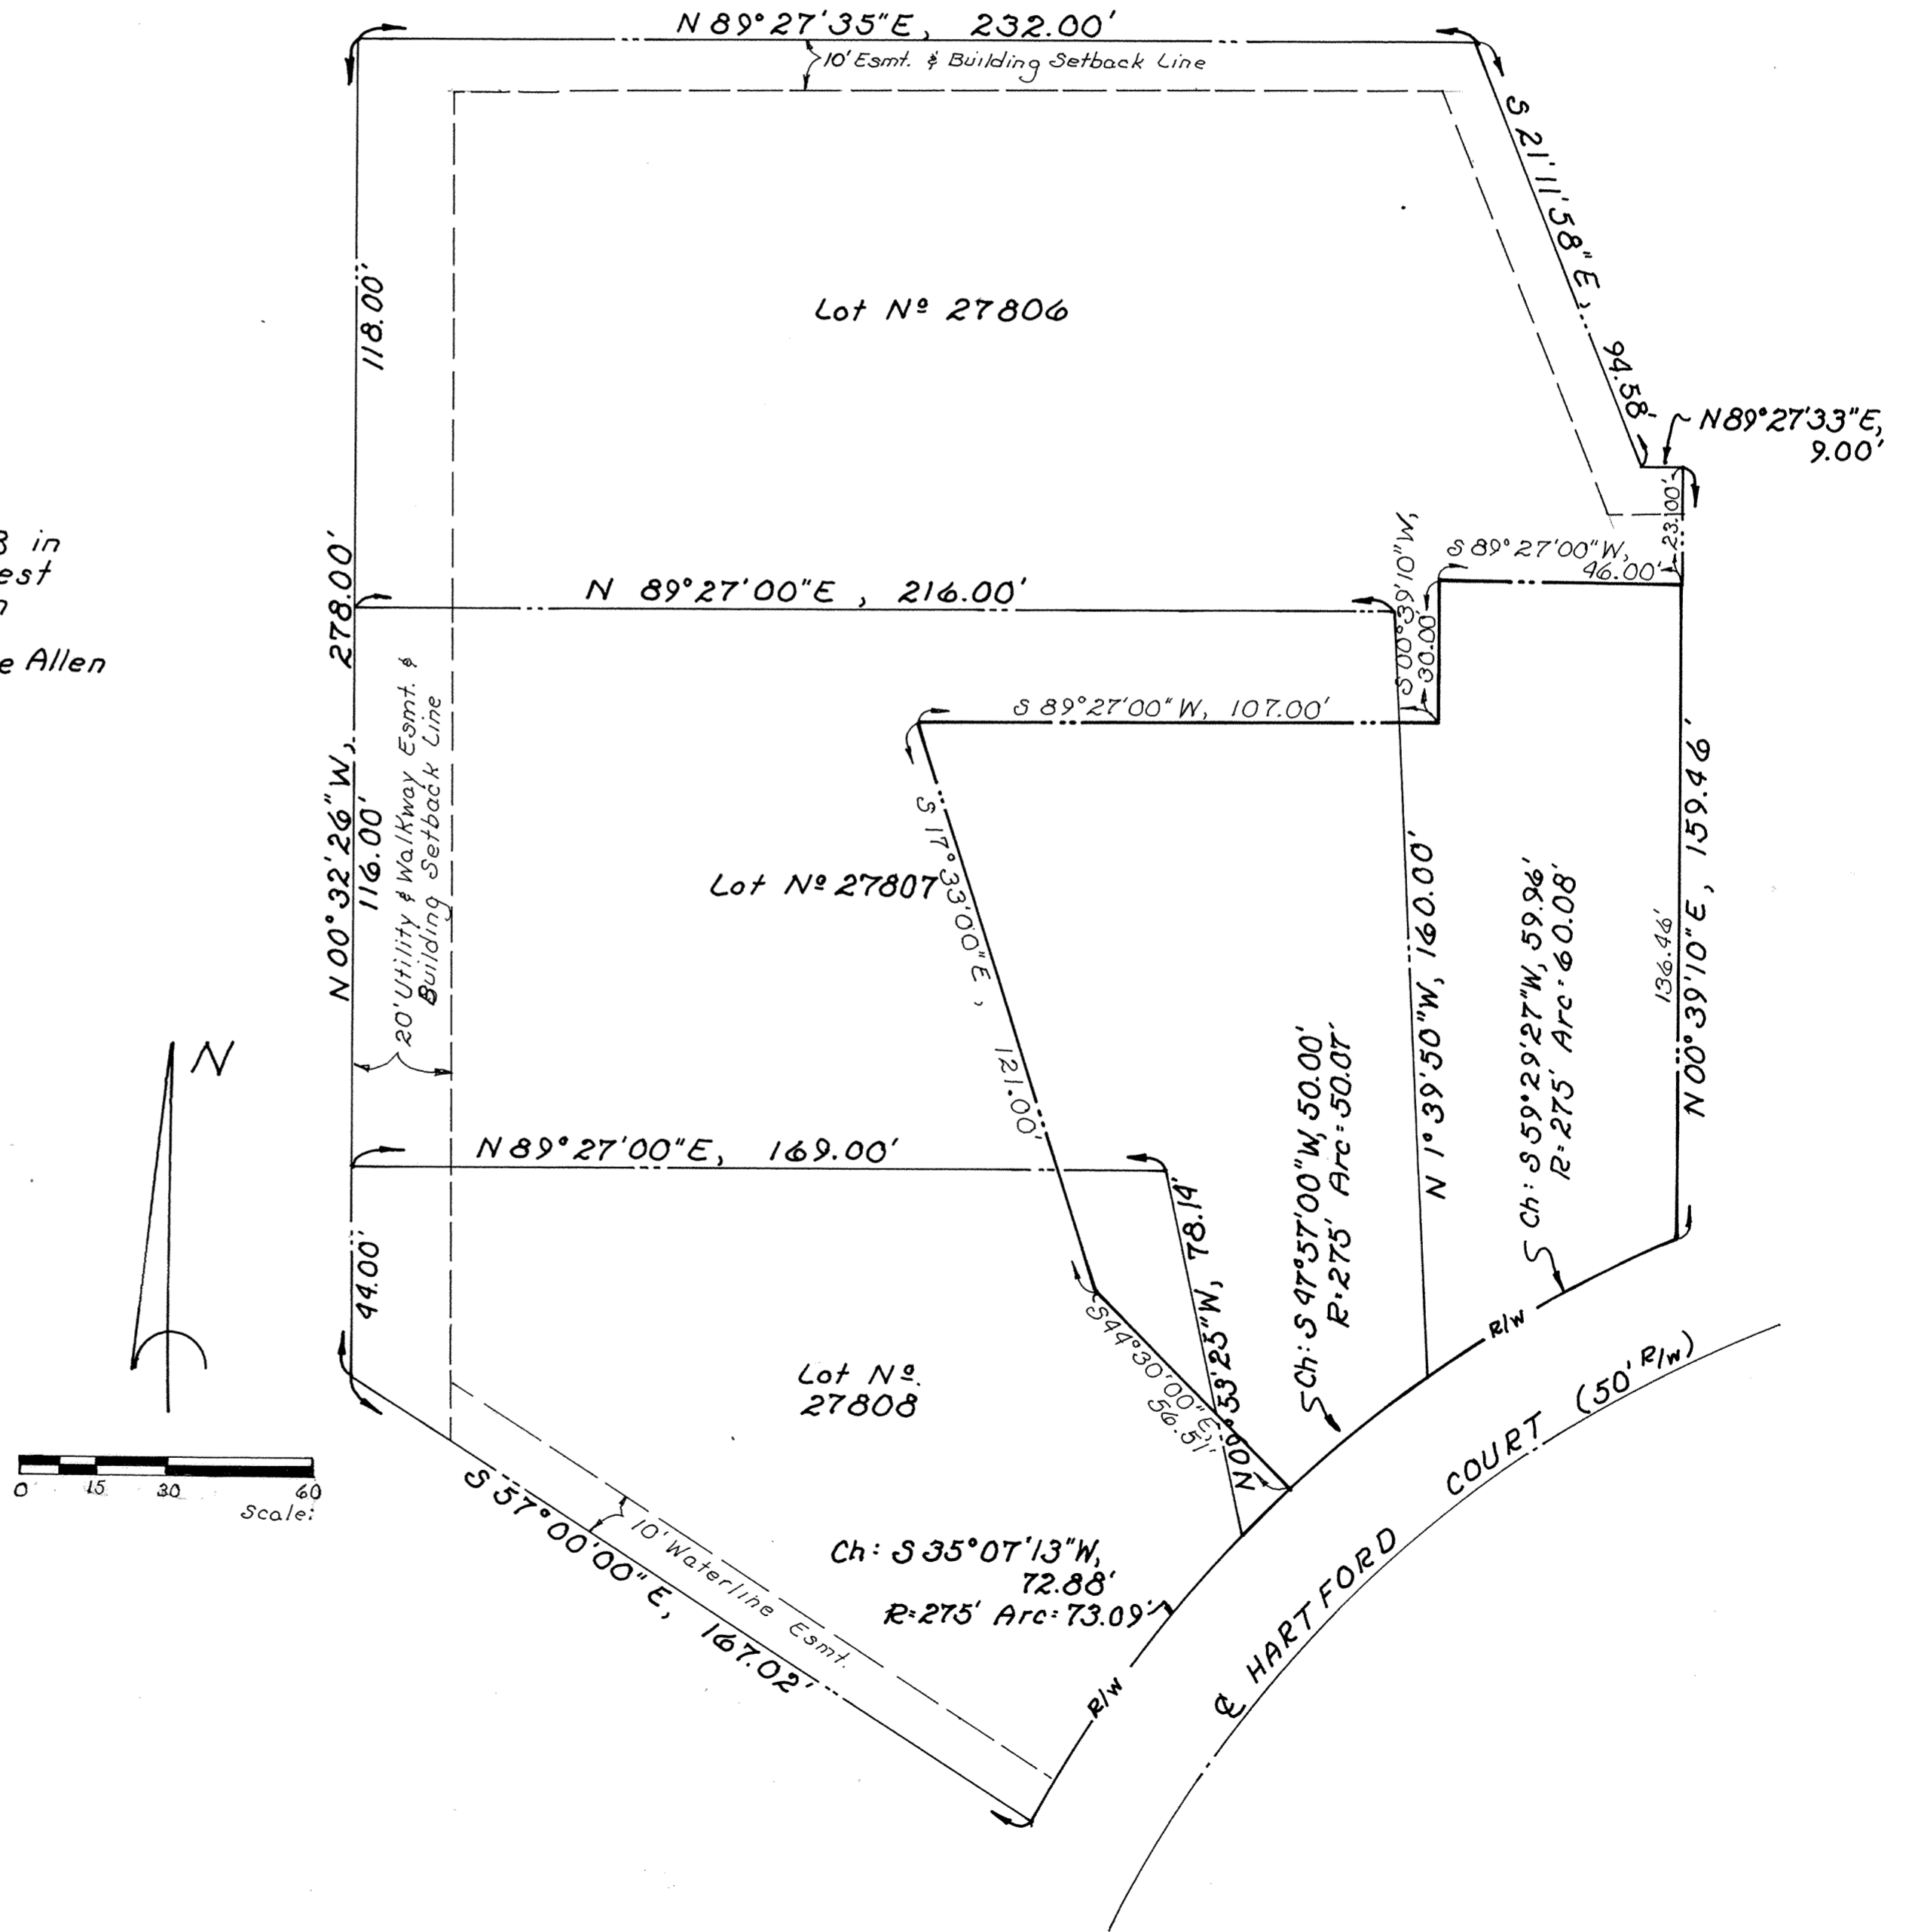 N 89° 27' 35" E, 232.00'
10' Esmt. & Building Setback Line
S 21° 11' 58" E,
94.58'
118.00'
Lot Nº 27806
N 89° 27' 33" E,
9.00'
23.00'
S 89° 27' 00" W,
46.00'
in
est
e Allen
N 89° 27' 00" E, 216.00'
S 00° 39' 10" W,
30.00'
S 89° 27' 00" W, 107.00'
N 00° 32' 26" W, 278.00'
116.00'
20' Utility & Walkway Esmt. &
Building Setback Line
Lot Nº 27807
S 17° 33' 00" E, 121.00'
N 1° 39' 50" W, 160.00'
Ch: S 59° 29' 27" W, 59.96'
R=275' Arc=60.08'
136.46'
N 00° 39' 10" E, 159.46'
N
N 89° 27' 00" E, 169.00'
Ch: S 47° 57' 00" W, 50.00'
R=275' Arc=50.07'
44.00'
N 09° 53' 25" W, 78.14'
S 44° 30' 00" E,
56.51'
Lot Nº.
27808
R/W
HARTFORD COURT (50' R/W)
0 15 30 60
Scale:
S 57° 00' 00" E, 167.02'
10' Waterline Esmt.
Ch: S 35° 07' 13" W,
72.88'
R=275' Arc=73.09'
R/W